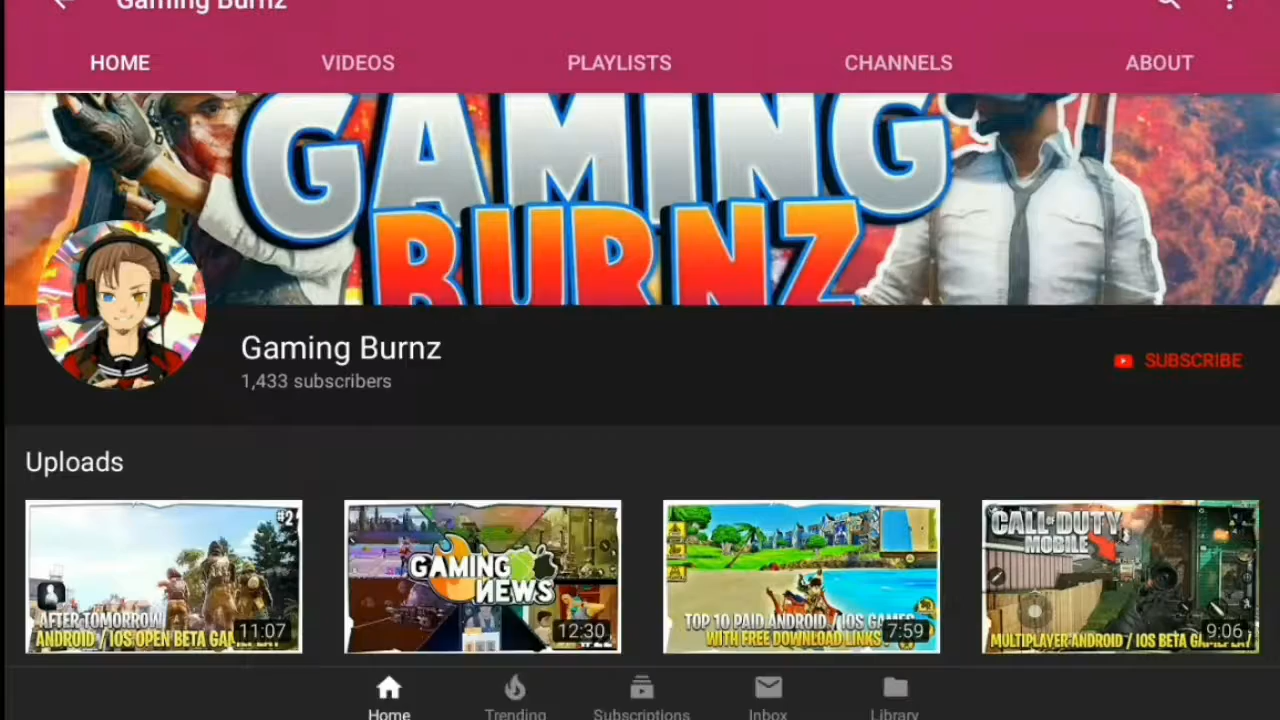 Gaming Burnz
HOME VIDEOS PLAYLISTS CHANNELS ABOUT
GAMING
BURNZ
Gaming Burnz
1,433 subscribers
SUBSCRIBE
Uploads
#2
AFTER TOMORROW
ANDROID / IOS OPEN BETA
11:07
GAMING
NEWS
12:30
TOP 10 PAID ANDROID / IOS GAMES
WITH FREE DOWNLOAD LINKS
7:59
CALL OF DUTY
MOBILE
MULTIPLAYER ANDROID / IOS BETA GAMEPLAY
9:06
Home Trending Subscriptions Inbox Library